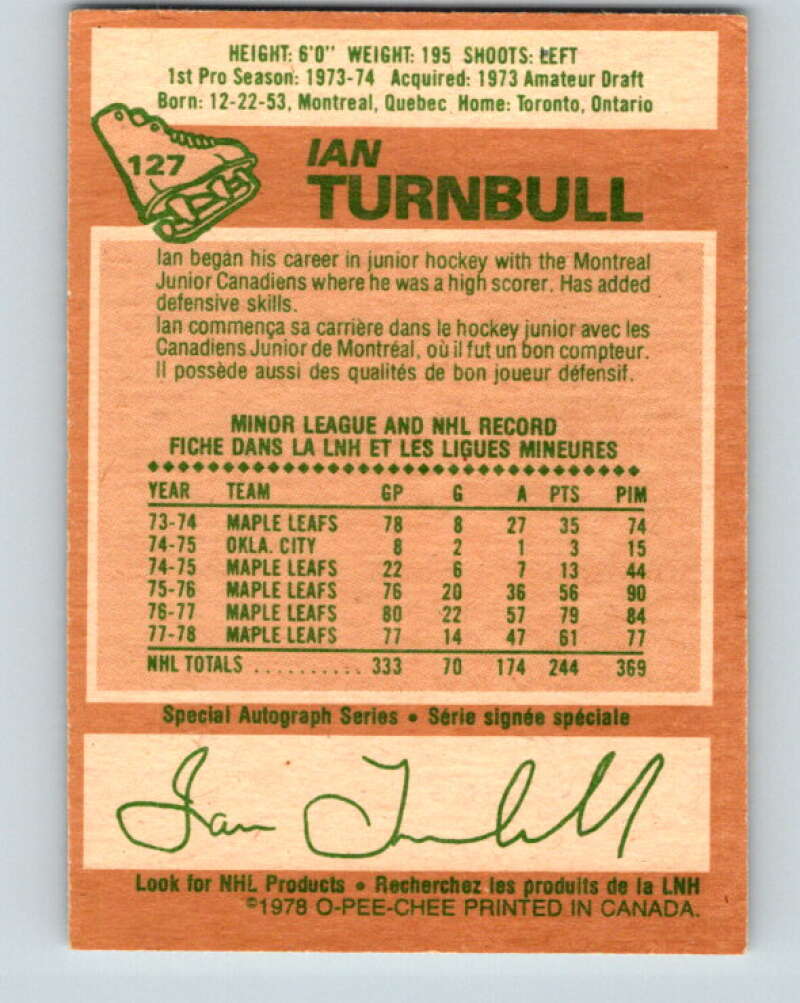 HEIGHT: 6'0" WEIGHT: 195 SHOOTS: LEFT
1st Pro Season: 1973-74 Acquired: 1973 Amateur Draft
Born: 12-22-53, Montreal, Quebec Home: Toronto, Ontario
127
IAN
TURNBULL
Ian began his career in junior hockey with the Montreal
Junior Canadiens where he was a high scorer. Has added
defensive skills.
Ian commença sa carrière dans le hockey junior avec les
Canadiens Junior de Montréal, où il fut un bon compteur.
Il possède aussi des qualités de bon joueur défensif.
MINOR LEAGUE AND NHL RECORD
FICHE DANS LA LNH ET LES LIGUES MINEURES
YEAR TEAM GP G A PTS PIM
73-74 MAPLE LEAFS 78 8 27 35 74
74-75 OKLA. CITY 8 2 1 3 15
74-75 MAPLE LEAFS 22 6 7 13 44
75-76 MAPLE LEAFS 76 20 36 56 90
76-77 MAPLE LEAFS 80 22 57 79 84
77-78 MAPLE LEAFS 77 14 47 61 77
NHL TOTALS .......... 333 70 174 244 369
Special Autograph Series • Série signée spéciale
Ian Turnbull
Look for NHL Products • Recherchez les produits de la LNH
©1978 O-PEE-CHEE PRINTED IN CANADA.